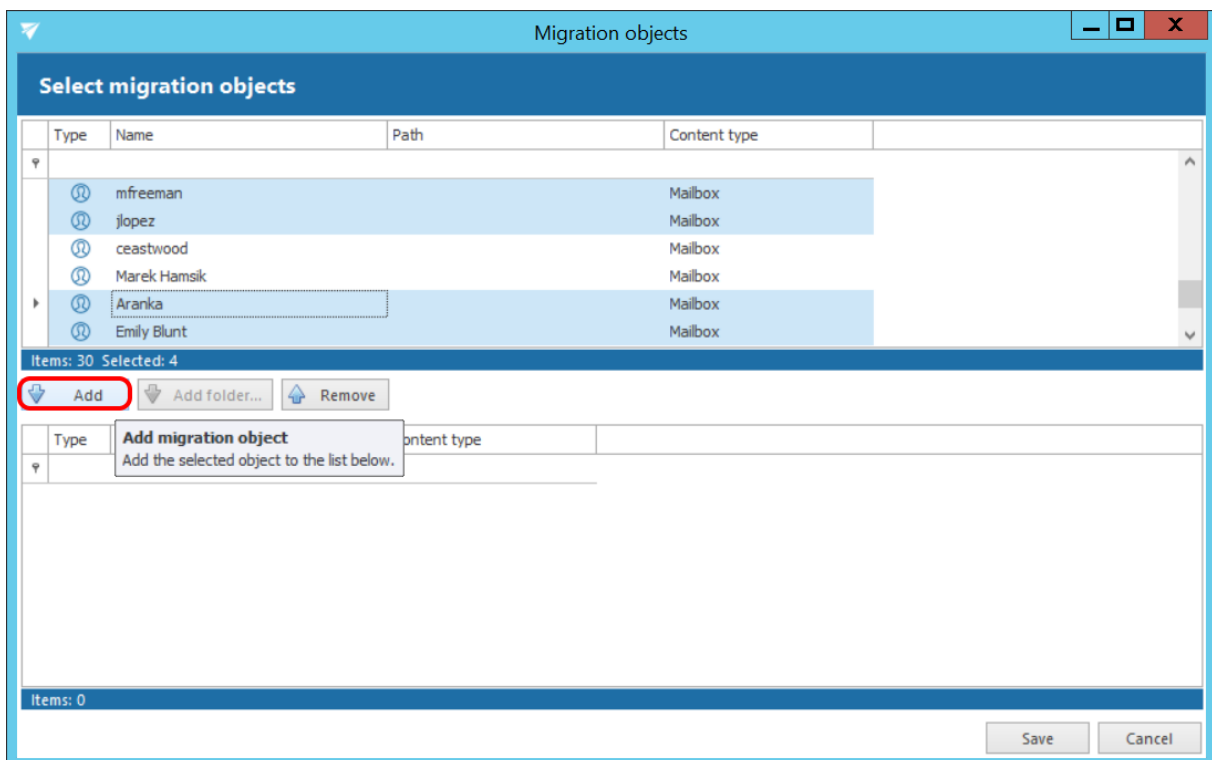 Migration objects
Select migration objects
Type Name Path Content type
mfreeman Mailbox
jlopez Mailbox
ceastwood Mailbox
Marek Hamsik Mailbox
Aranka Mailbox
Emily Blunt Mailbox
Items: 30 Selected: 4
Add Add folder... Remove
Type ontent type
Add migration object
Add the selected object to the list below.
Items: 0
Save Cancel